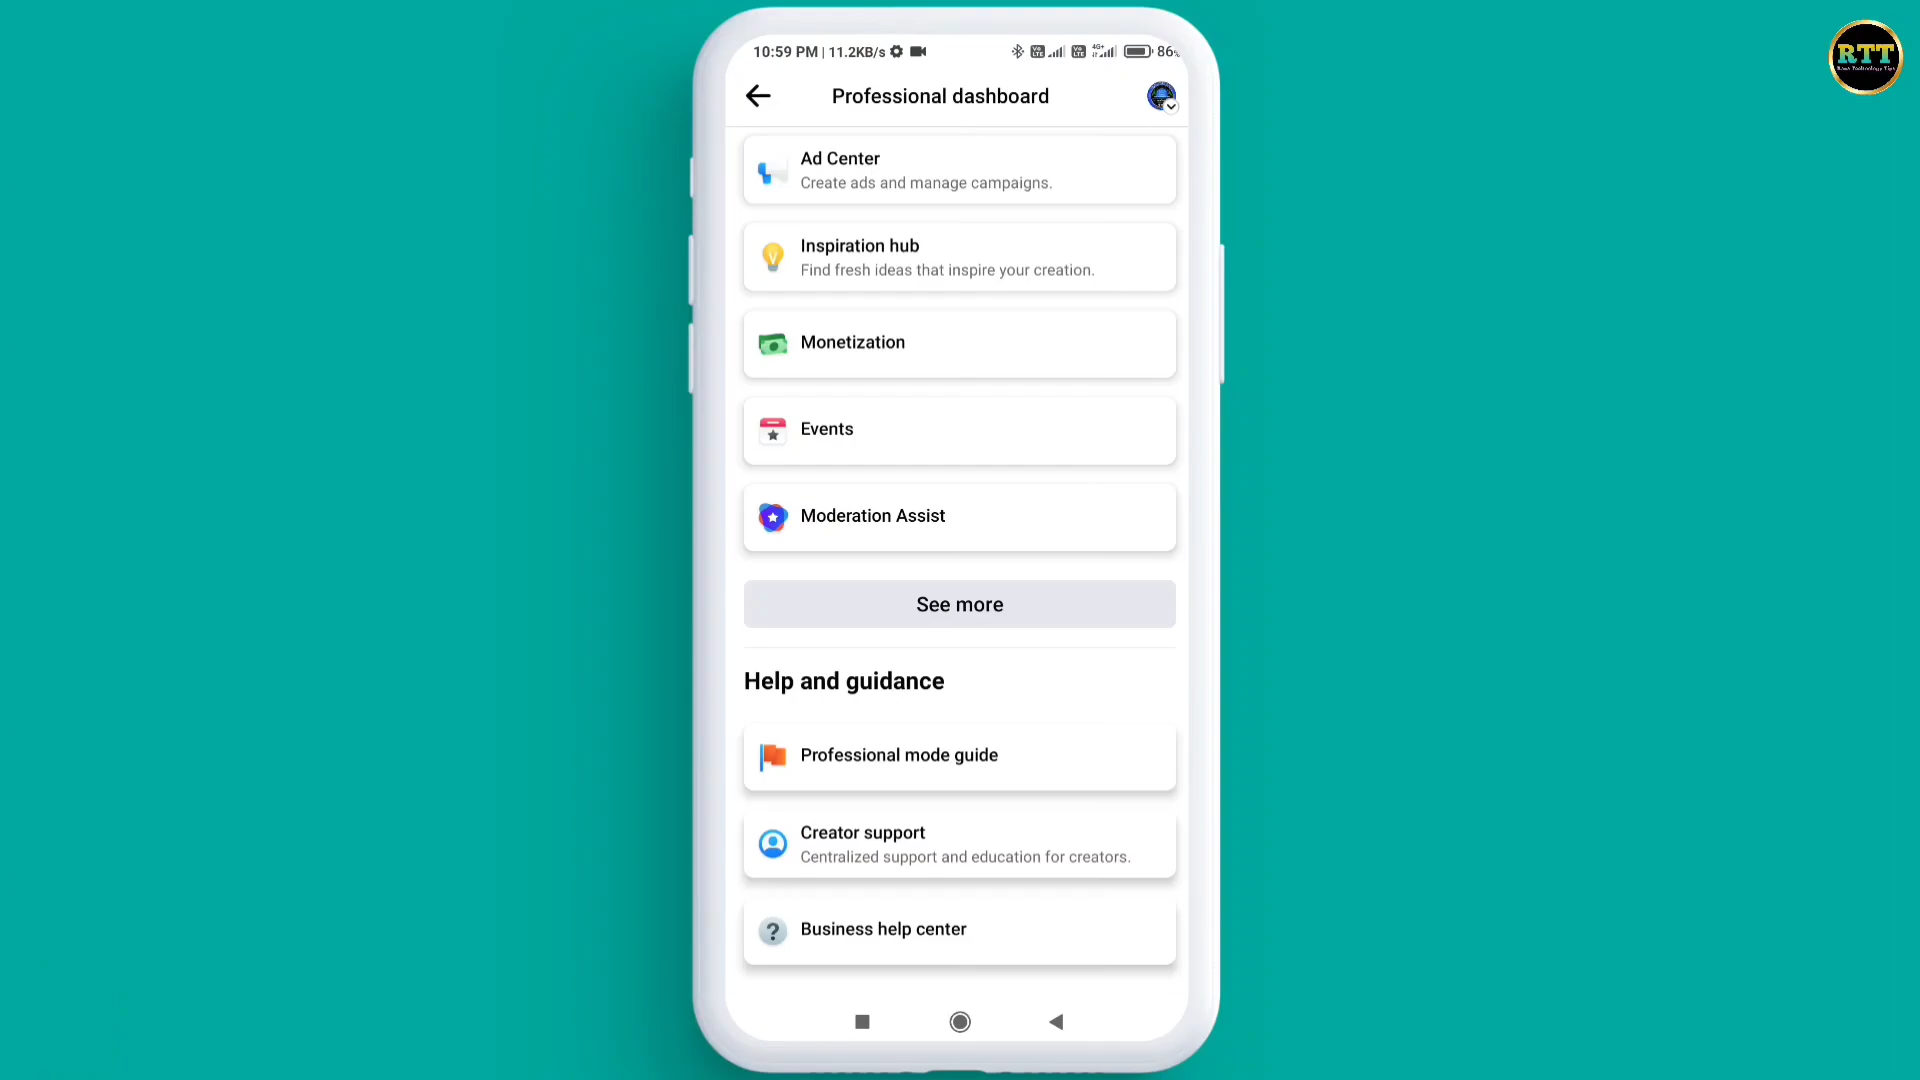 10:59 PM | 11.2KB/s
4G+
86%
RTT
Professional dashboard
Ad Center
Create ads and manage campaigns.
Inspiration hub
Find fresh ideas that inspire your creation.
Monetization
Events
Moderation Assist
See more
Help and guidance
Professional mode guide
Creator support
Centralized support and education for creators.
Business help center